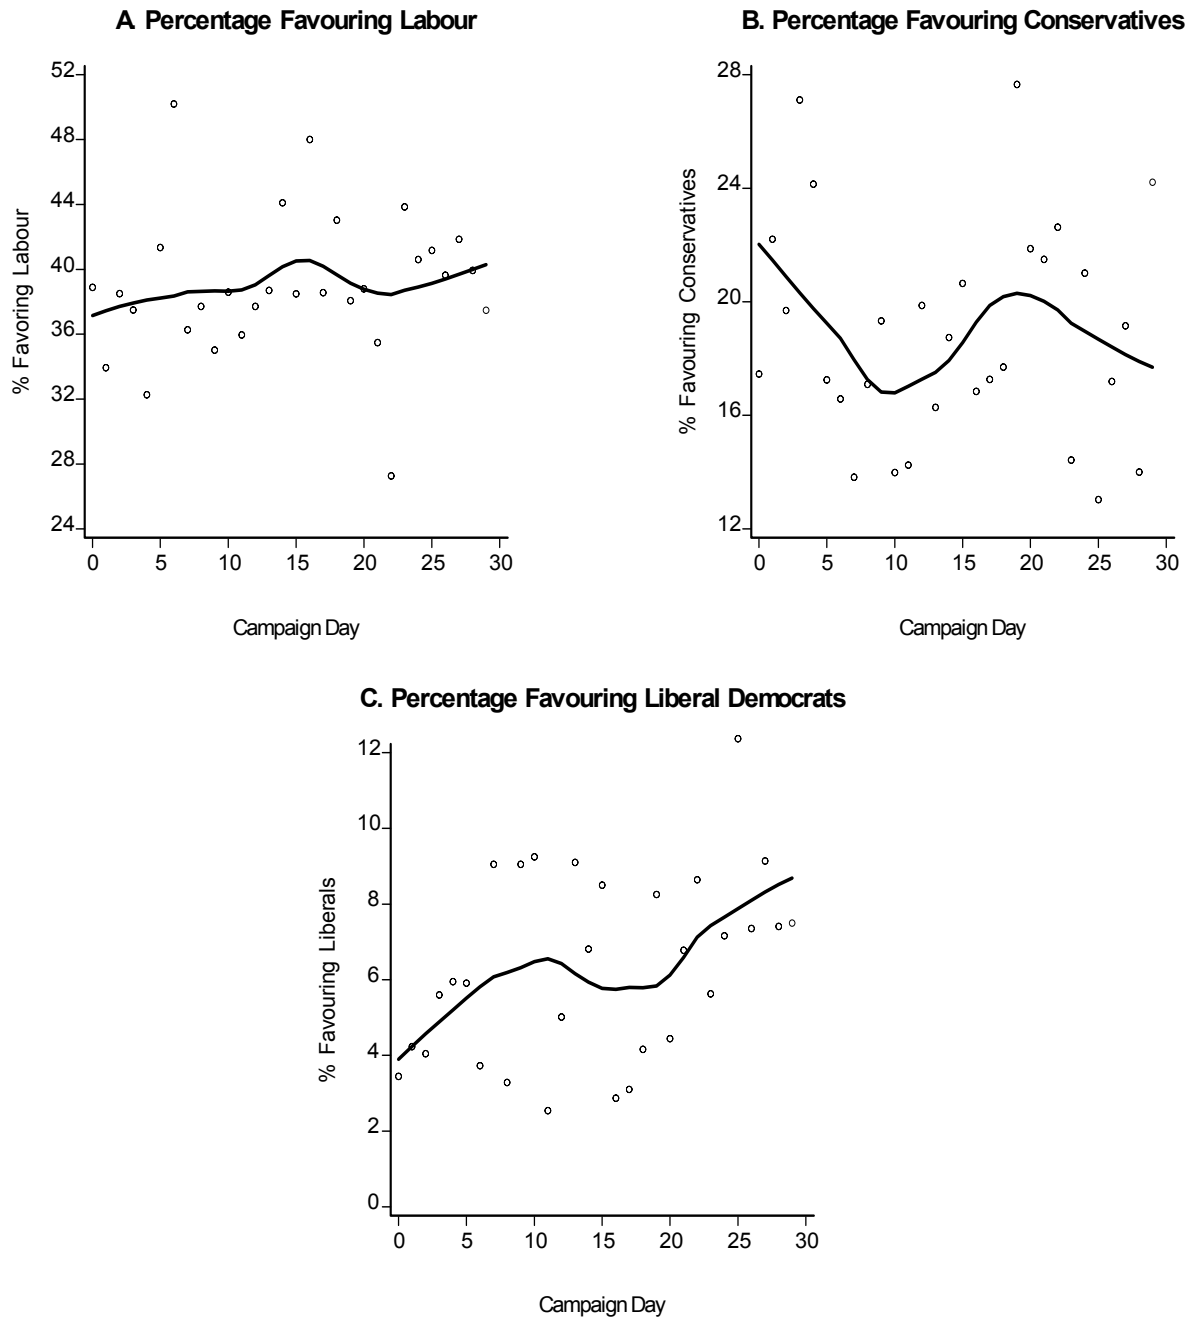 A. Percentage Favouring Labour
52
48
44
40
36
32
28
24
% Favoring Labour
0 5 10 15 20 25 30
Campaign Day
B. Percentage Favouring Conservatives
28
24
20
16
12
% Favouring Conservatives
0 5 10 15 20 25 30
Campaign Day
C. Percentage Favouring Liberal Democrats
12
10
8
6
4
2
0
% Favouring Liberals
0 5 10 15 20 25 30
Campaign Day